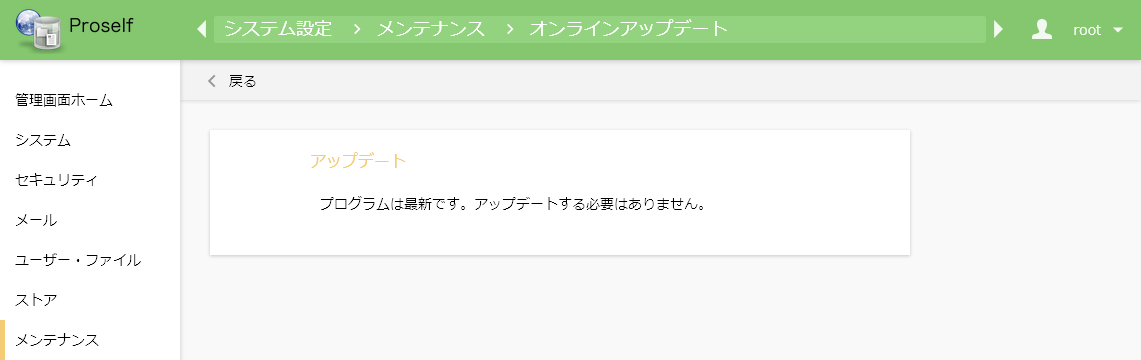 Proself
システム設定 > メンテナンス > オンラインアップデート
root
戻る
管理画面ホーム
システム
セキュリティ
メール
ユーザー・ファイル
ストア
メンテナンス
アップデート
プログラムは最新です。アップデートする必要はありません。